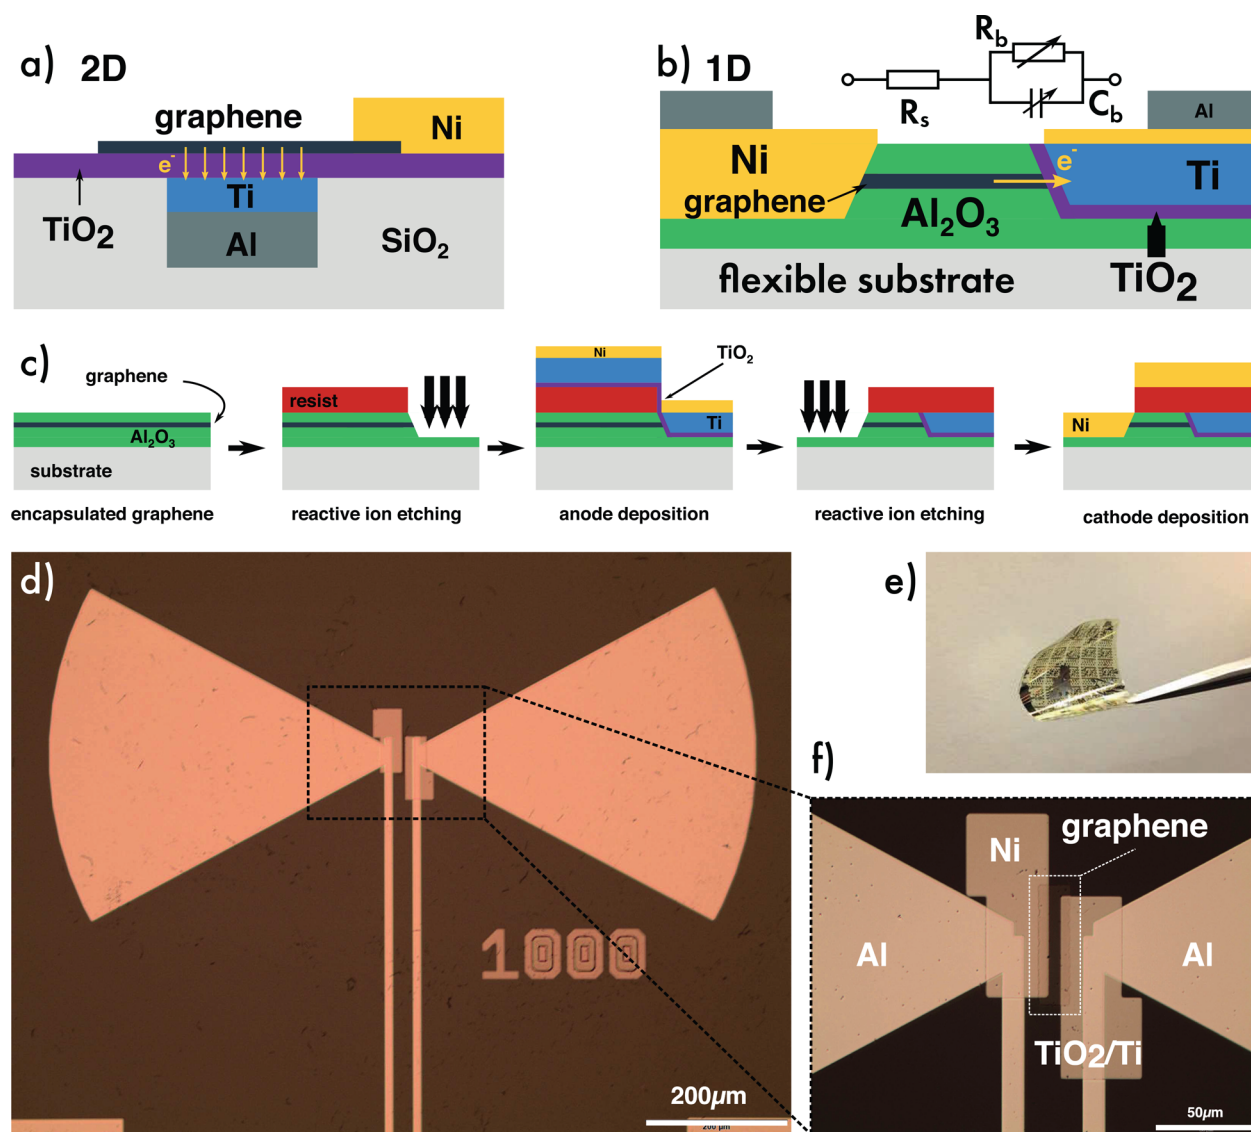 a) 2D
graphene
Ni
e-
Ti
TiO2
Al
SiO2
b) 1D
Rb
Rs
Cb
Al
Ni
e-
Ti
graphene
Al2O3
flexible substrate
TiO2
c)
graphene
Al2O3
substrate
encapsulated graphene
resist
reactive ion etching
Ni
TiO2
Ti
anode deposition
reactive ion etching
Ni
cathode deposition
d)
1000
200μm
200 μm
e)
f)
graphene
Ni
Al
Al
TiO2/Ti
50μm